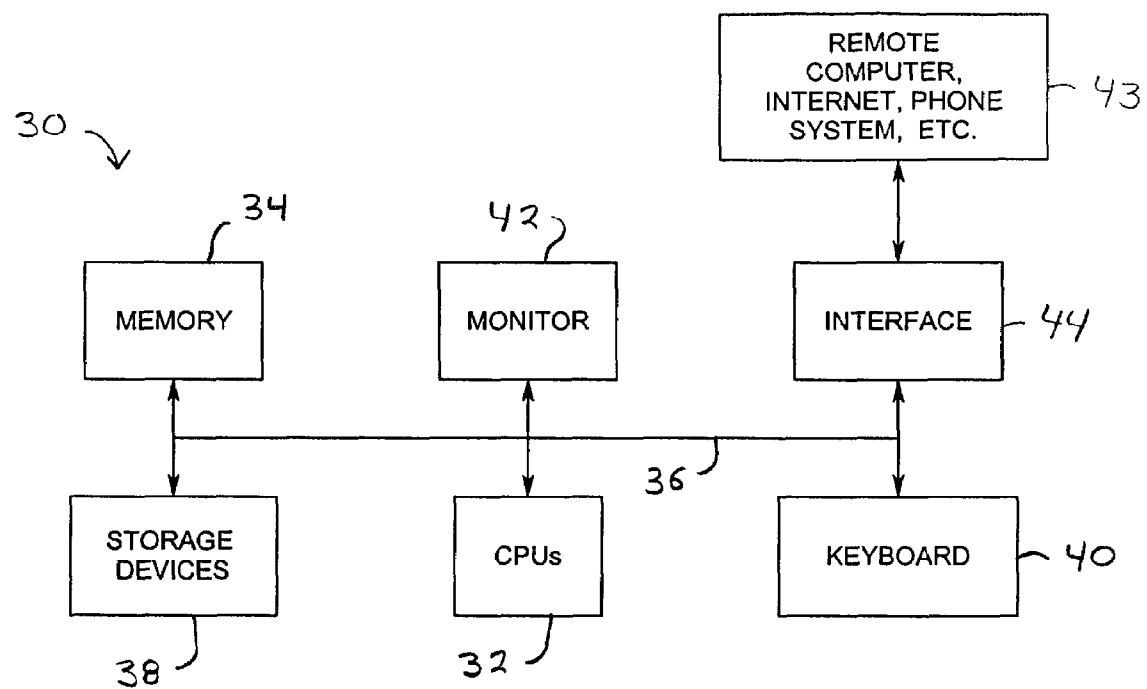 REMOTE
COMPUTER,
INTERNET, PHONE
SYSTEM, ETC.
43
30
34
42
MEMORY
MONITOR
INTERFACE
44
36
STORAGE
DEVICES
CPUs
KEYBOARD
40
38
32